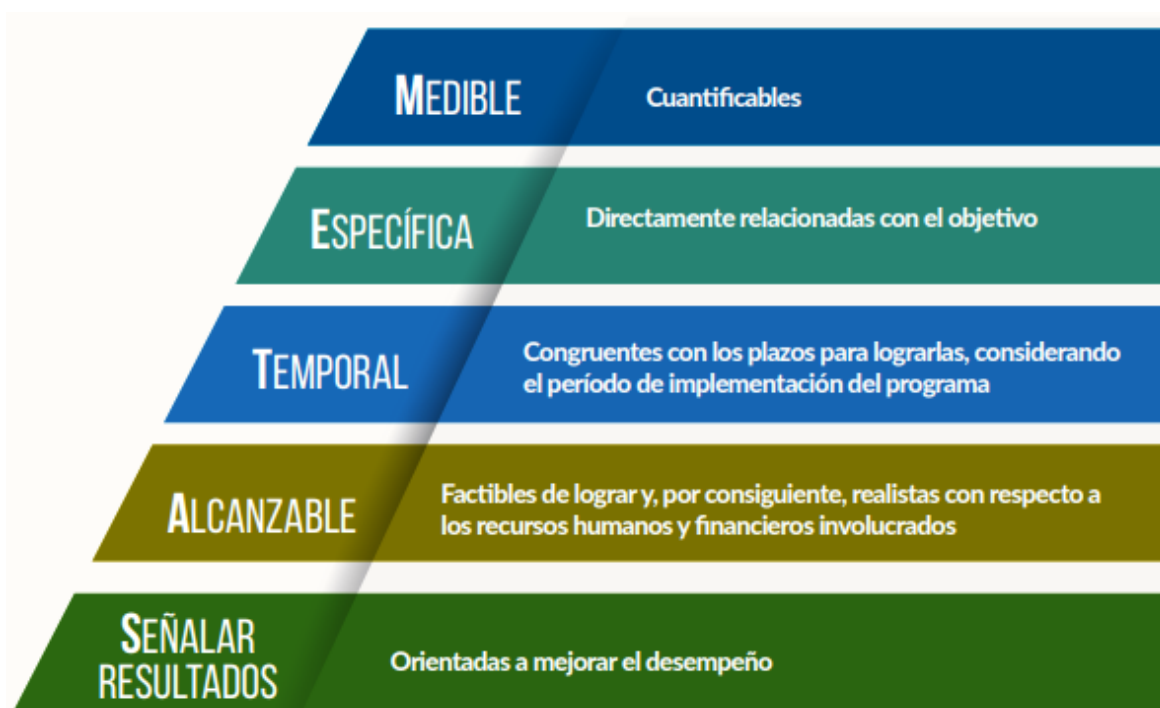 MEDIBLE
Cuantificables
ESPECÍFICA
Directamente relacionadas con el objetivo
TEMPORAL
Congruentes con los plazos para lograrlas, considerando
el período de implementación del programa
ALCANZABLE
Factibles de lograr y, por consiguiente, realistas con respecto a
los recursos humanos y financieros involucrados
SEÑALAR
RESULTADOS
Orientadas a mejorar el desempeño